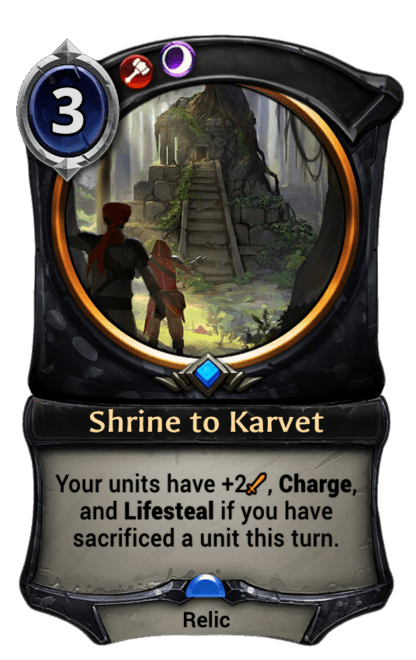 3
Shrine to Karvet
Your units have +2, Charge,
and Lifesteal if you have
sacrificed a unit this turn.
Relic